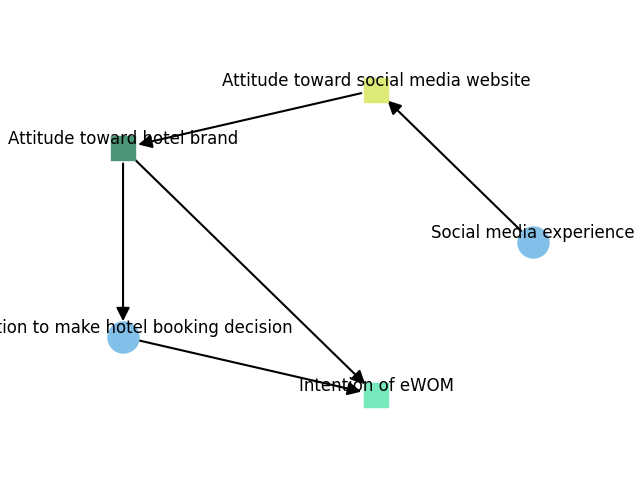 Attitude toward social media website
Attitude toward hotel brand
Social media experience
tion to make hotel booking decision
Intention of eWOM